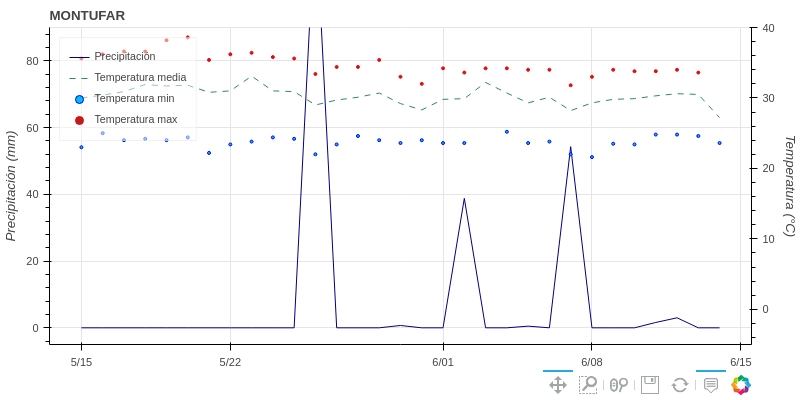 MONTUFAR
Precipitación
Temperatura media
Temperatura min
Temperatura max
Precipitación (mm)
80
60
40
20
0
Temperatura (°C)
40
30
20
10
0
5/15
5/22
6/01
6/08
6/15